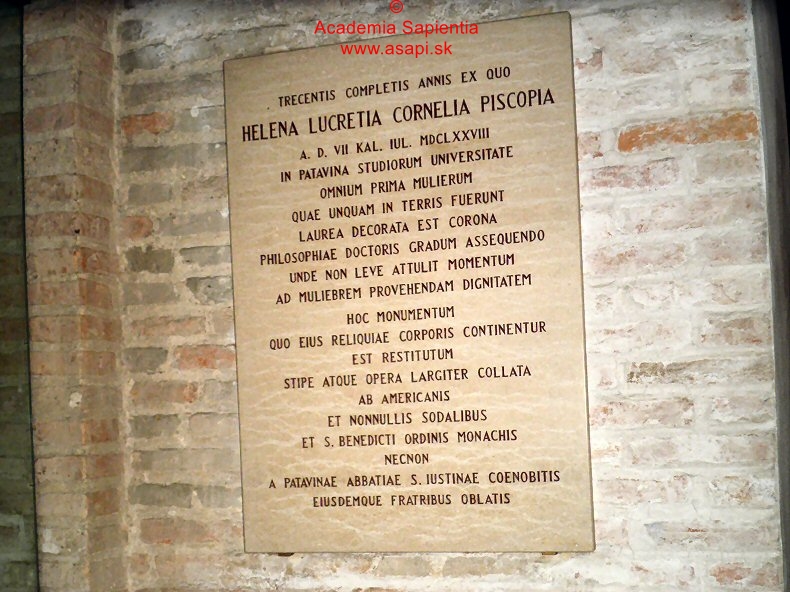 ©
Academia Sapientia
www.asapi.sk
TRECENTIS COMPLETIS ANNIS EX QUO
HELENA LUCRETIA CORNELIA PISCOPIA
A. D. VII KAL. IUL. MDCLXXVIII
IN PATAVINA STUDIORUM UNIVERSITATE
OMNIUM PRIMA MULIERUM
QUAE UNQUAM IN TERRIS FUERUNT
LAUREA DECORATA EST CORONA
PHILOSOPHIAE DOCTORIS GRADUM ASSEQUENDO
UNDE NON LEVE ATTULIT MOMENTUM
AD MULIEBREM PROVEHENDAM DIGNITATEM
HOC MONUMENTUM
QUO EIUS RELIQUIAE CORPORIS CONTINENTUR
EST RESTITUTUM
STIPE ATQUE OPERA LARGITER COLLATA
AB AMERICANIS
ET NONNULLIS SODALIBUS
ET S. BENEDICTI ORDINIS MONACHIS
NECNON
A PATAVINAE ABBATIAE S. IUSTINAE COENOBITIS
EIUSDEMQUE FRATRIBUS OBLATIS